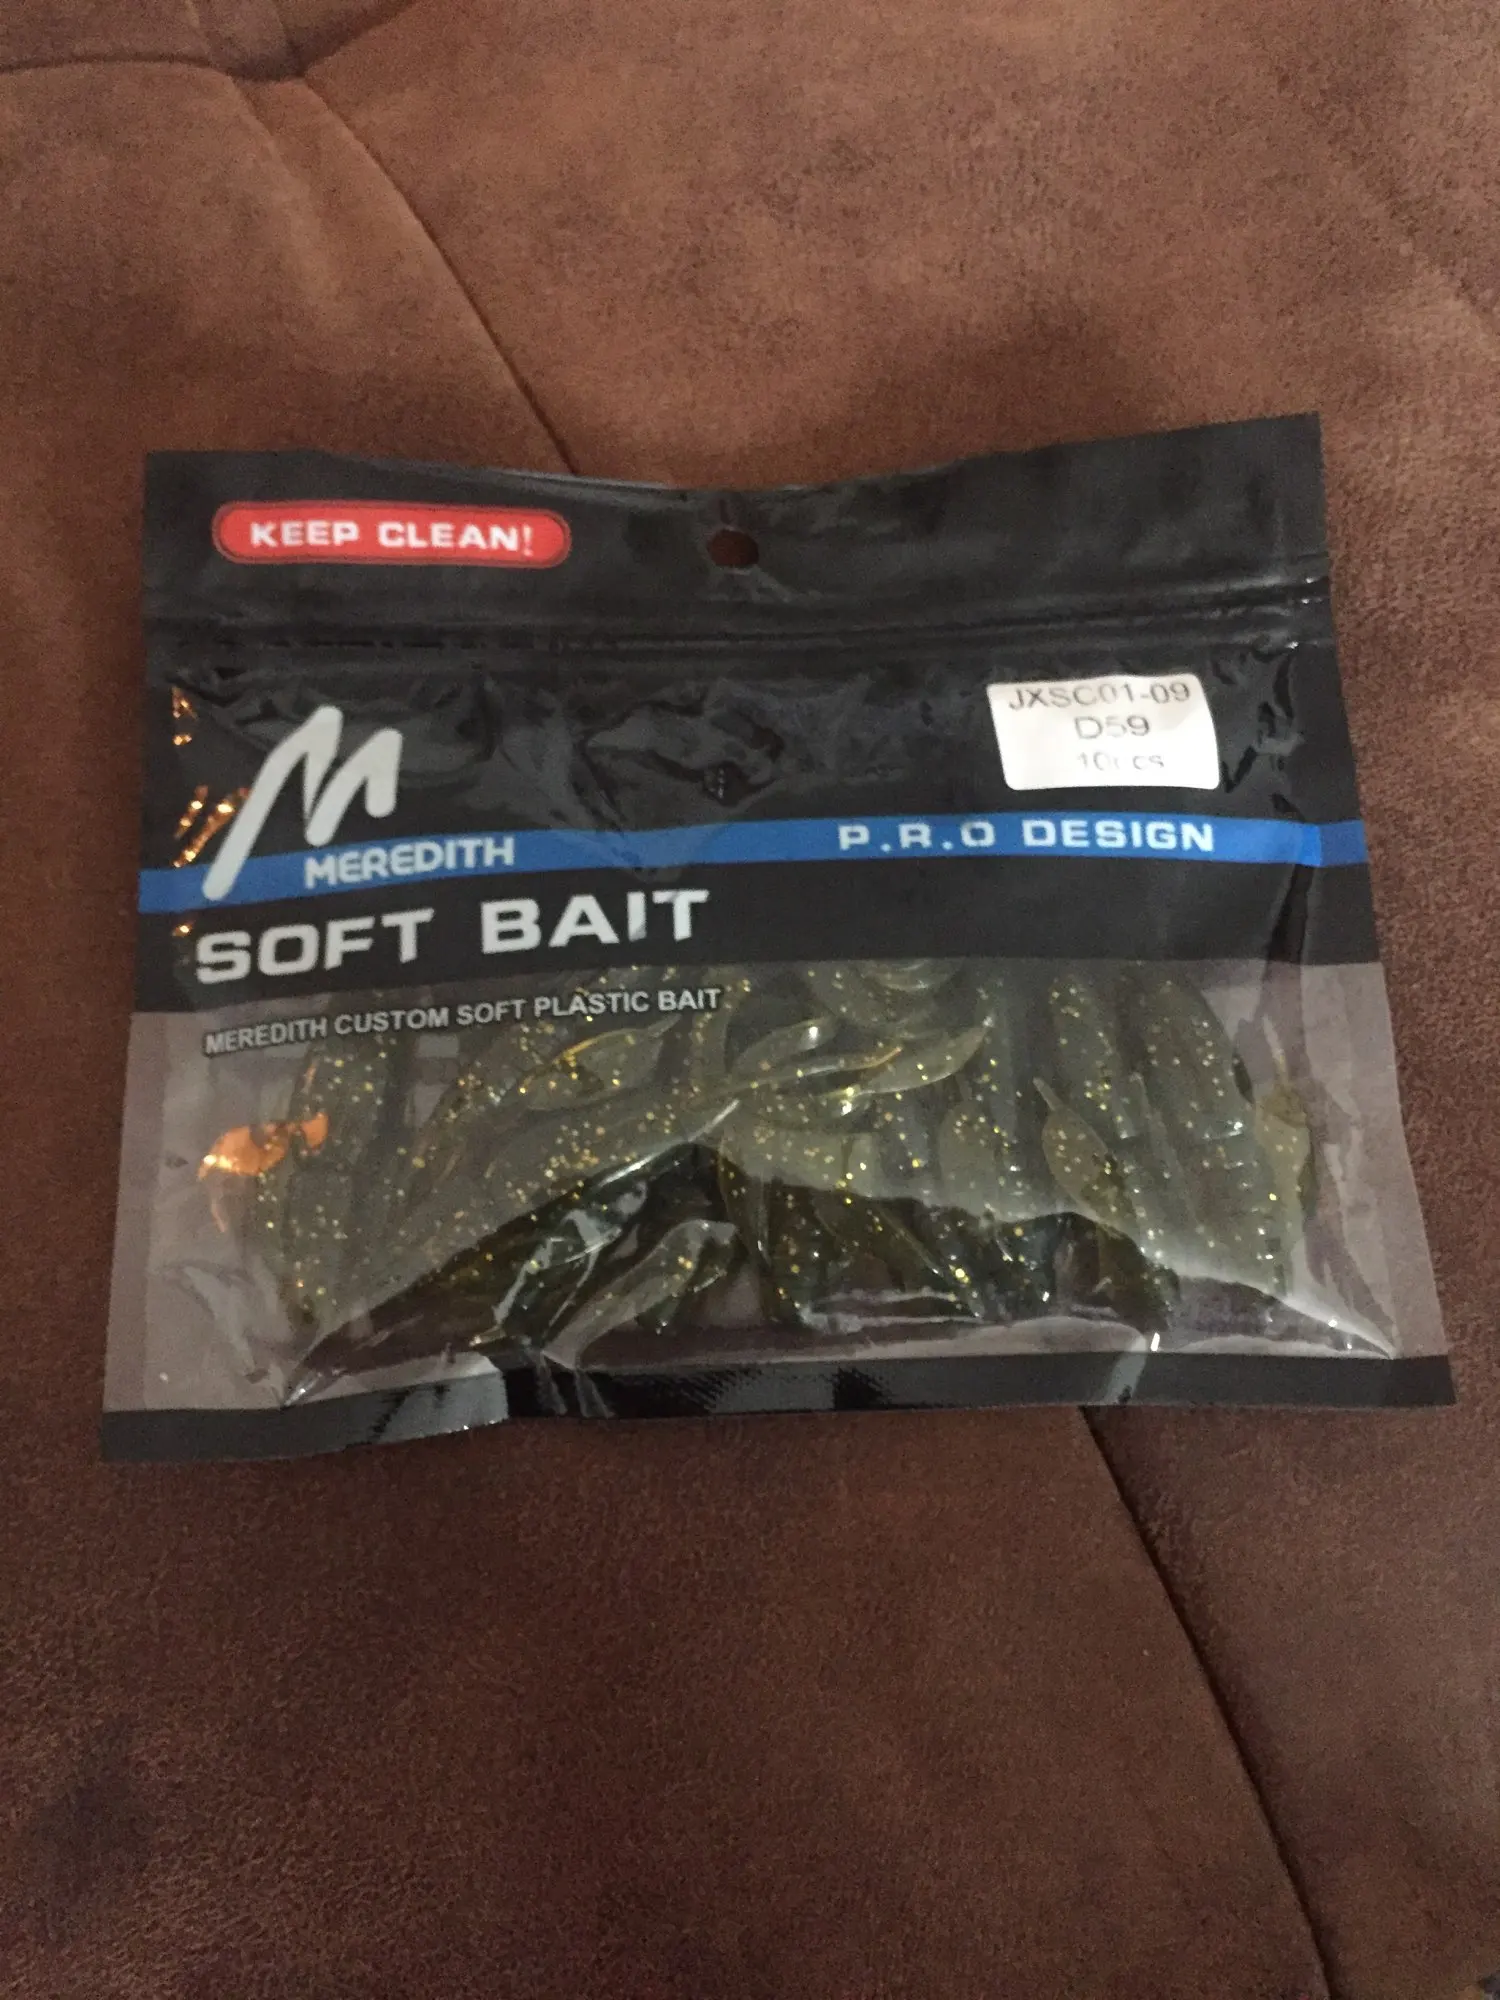 KEEP CLEAN!
JXSC01-09
D59
MEREDITH
P.R.O DESIGN
SOFT BAIT
MEREDITH CUSTOM SOFT PLASTIC BAIT